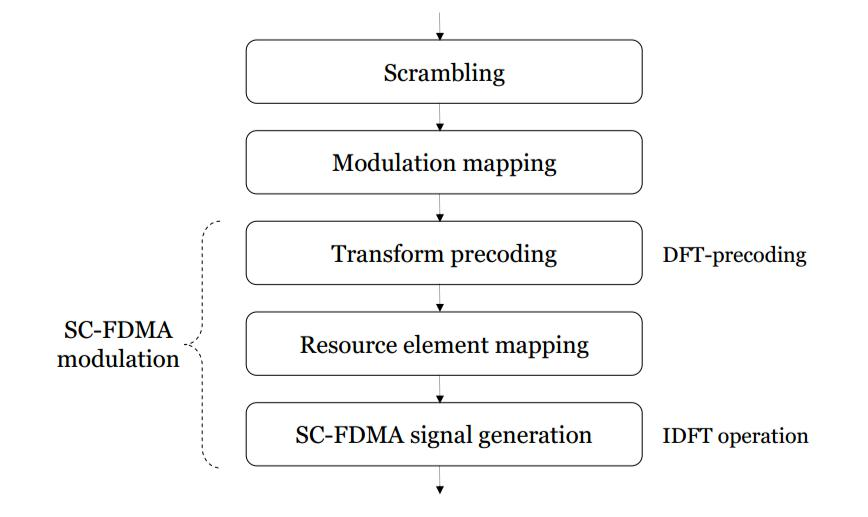 Scrambling
Modulation mapping
Transform precoding
DFT-precoding
SC-FDMA
modulation
Resource element mapping
SC-FDMA signal generation
IDFT operation